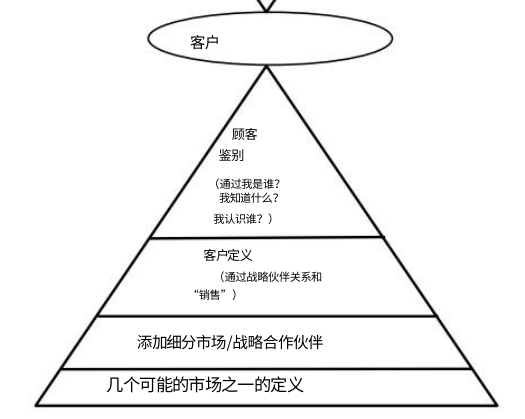 客户
顾客
鉴别
（通过我是谁？
我知道什么？
我认识谁？）
客户定义
（通过战略伙伴关系和
“销售”）
添加细分市场/战略合作伙伴
几个可能的市场之一的定义